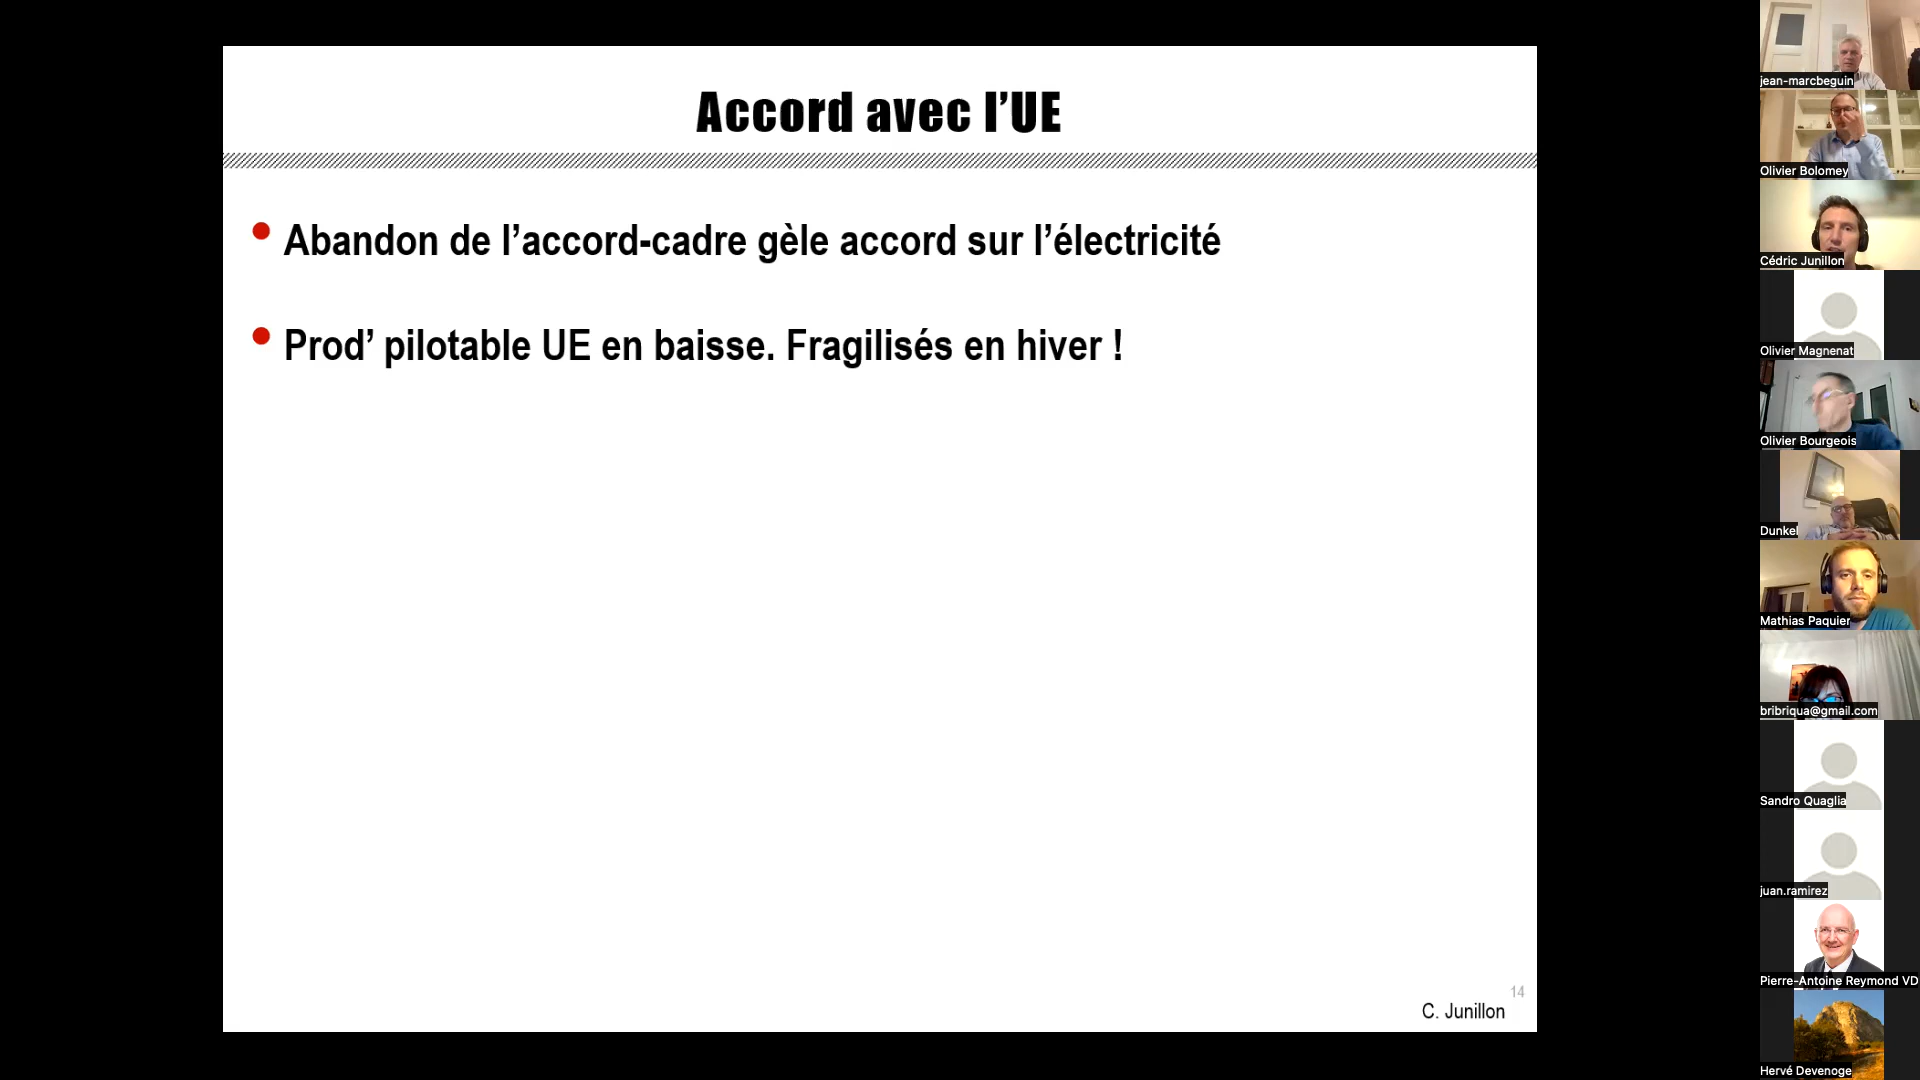 Accord avec l’UE
Abandon de l’accord-cadre gèle accord sur l’électricité
Prod’ pilotable UE en baisse. Fragilisés en hiver !
14
C. Junillon
jean-marcbeguin
Olivier Bolomey
Cédric Junillon
Olivier Magnenat
Olivier Bourgeois
Dunkel
Mathias Paquier
bribriqua@gmail.com
Sandro Quaglia
juan.ramirez
Pierre-Antoine Reymond VD
Hervé Devenoge